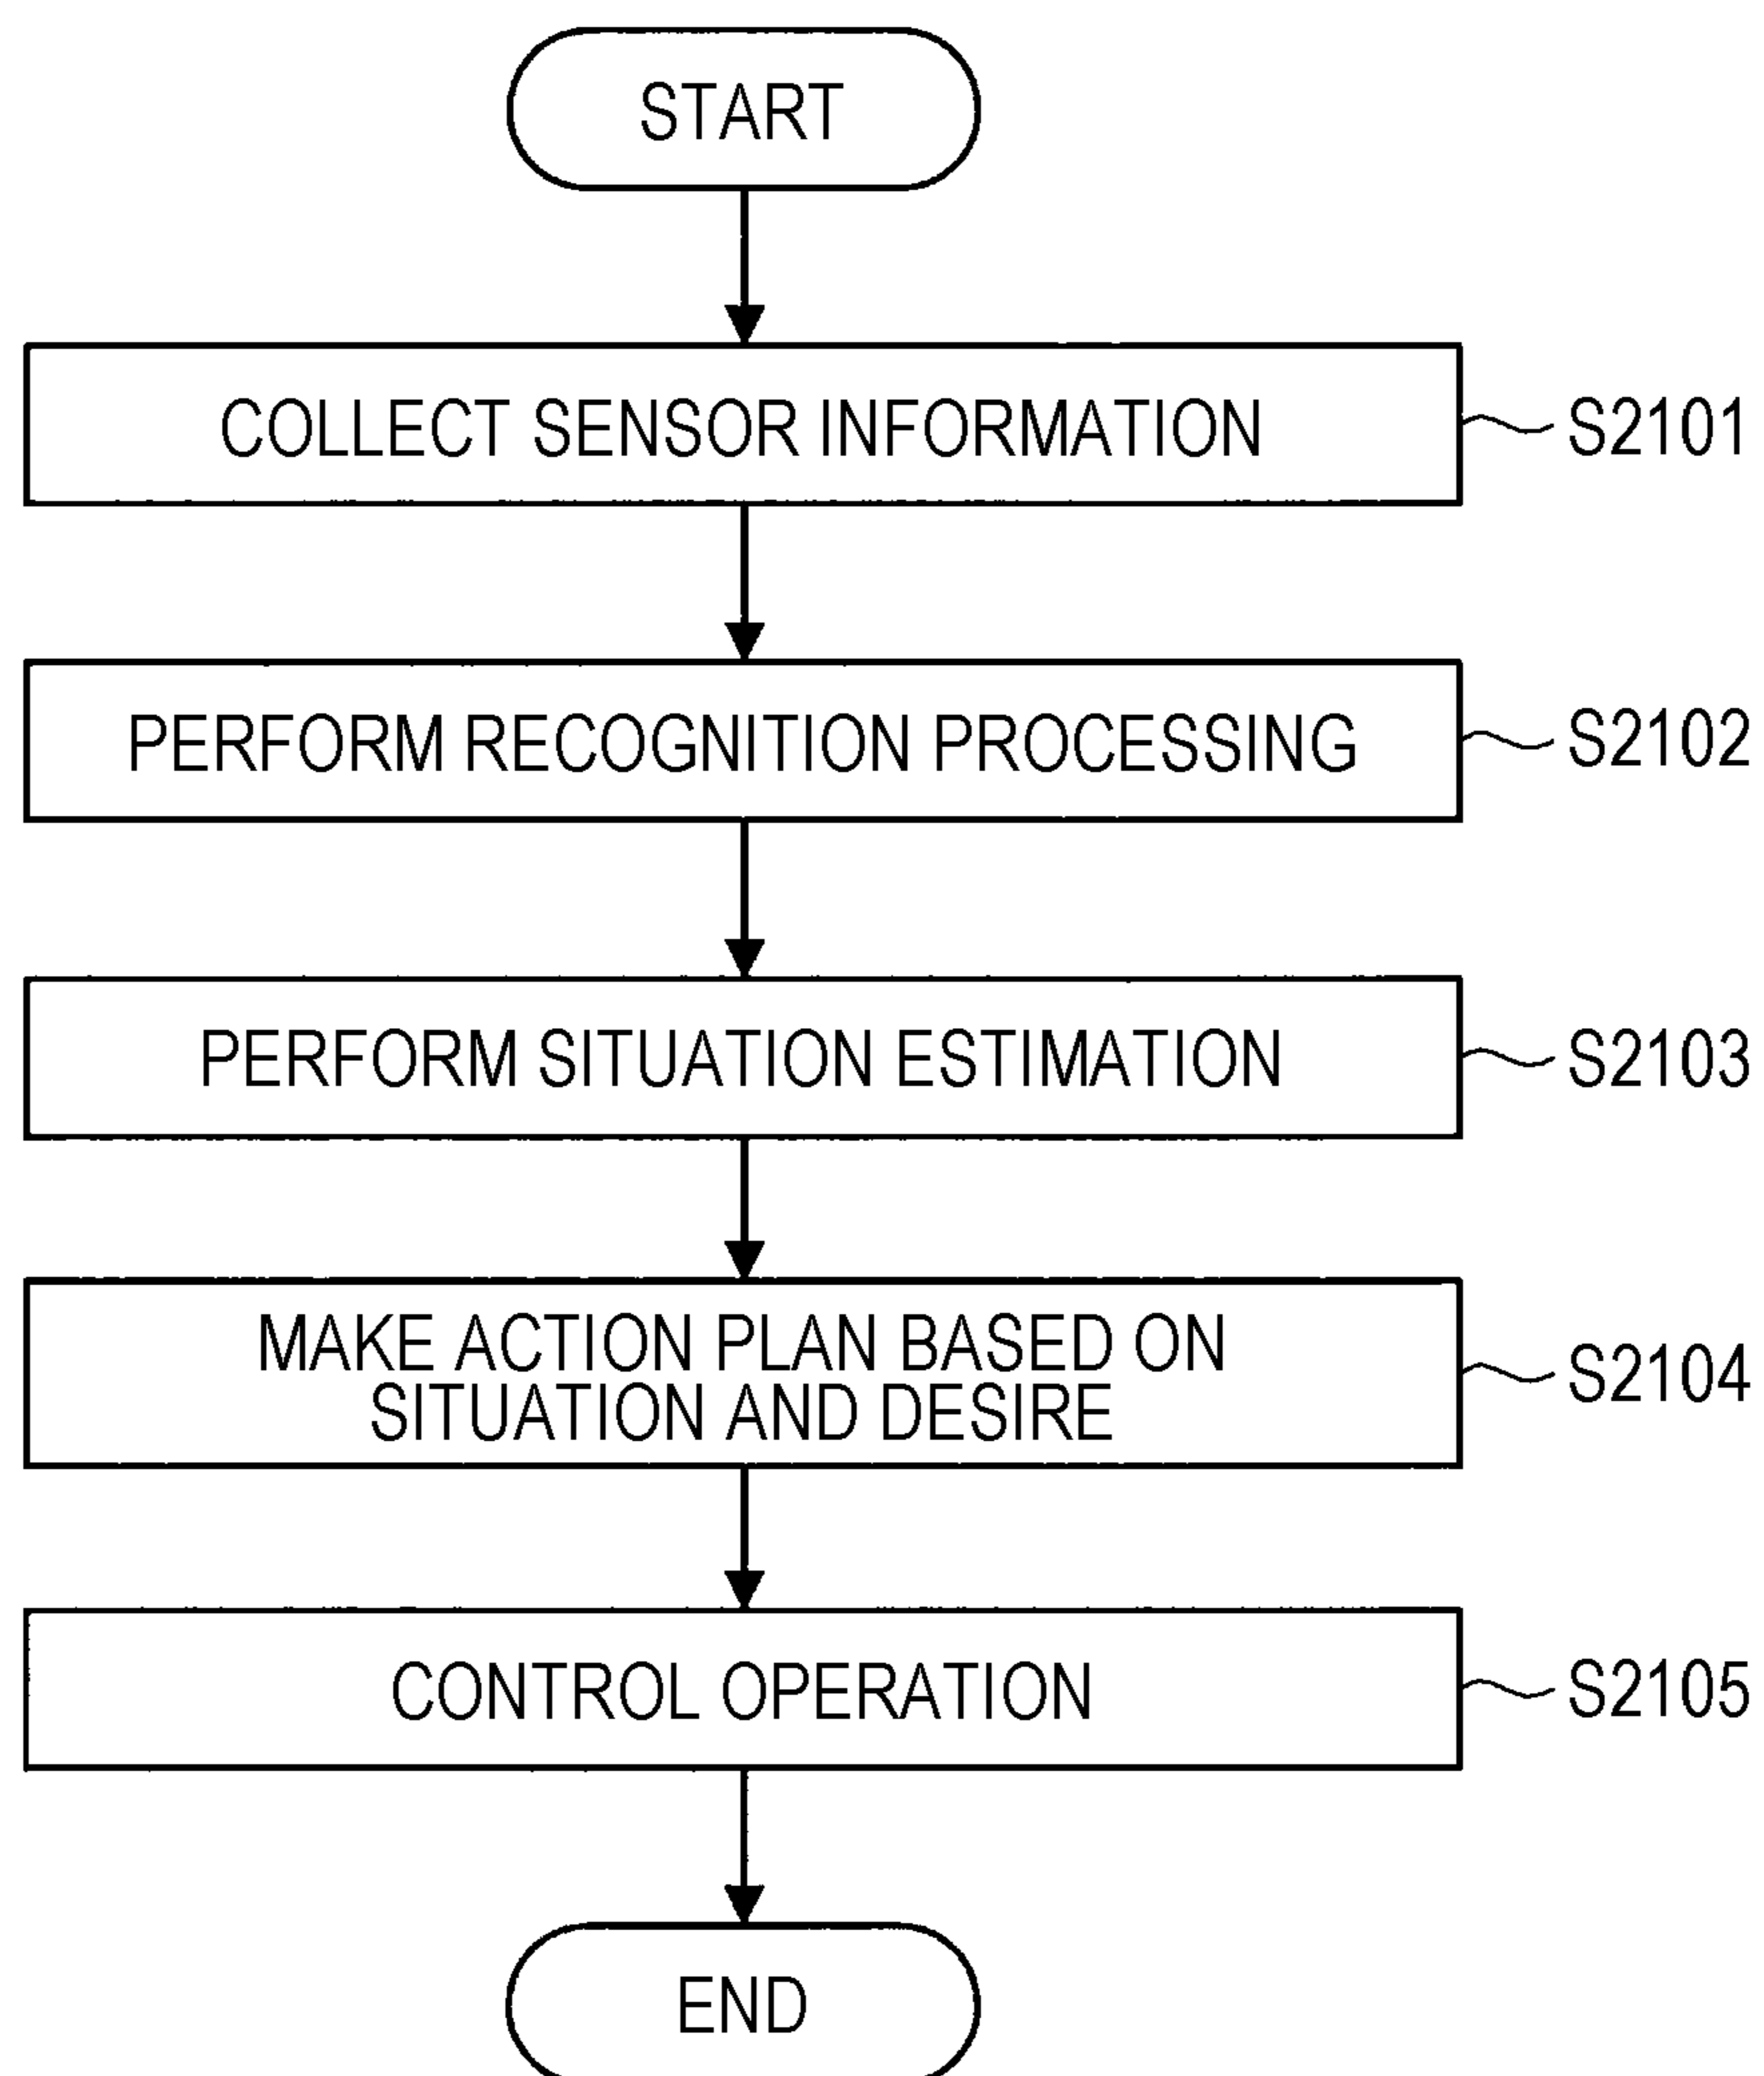 START
COLLECT SENSOR INFORMATION
S2101
PERFORM RECOGNITION PROCESSING
S2102
PERFORM SITUATION ESTIMATION
S2103
MAKE ACTION PLAN BASED ON
SITUATION AND DESIRE
S2104
CONTROL OPERATION
S2105
END